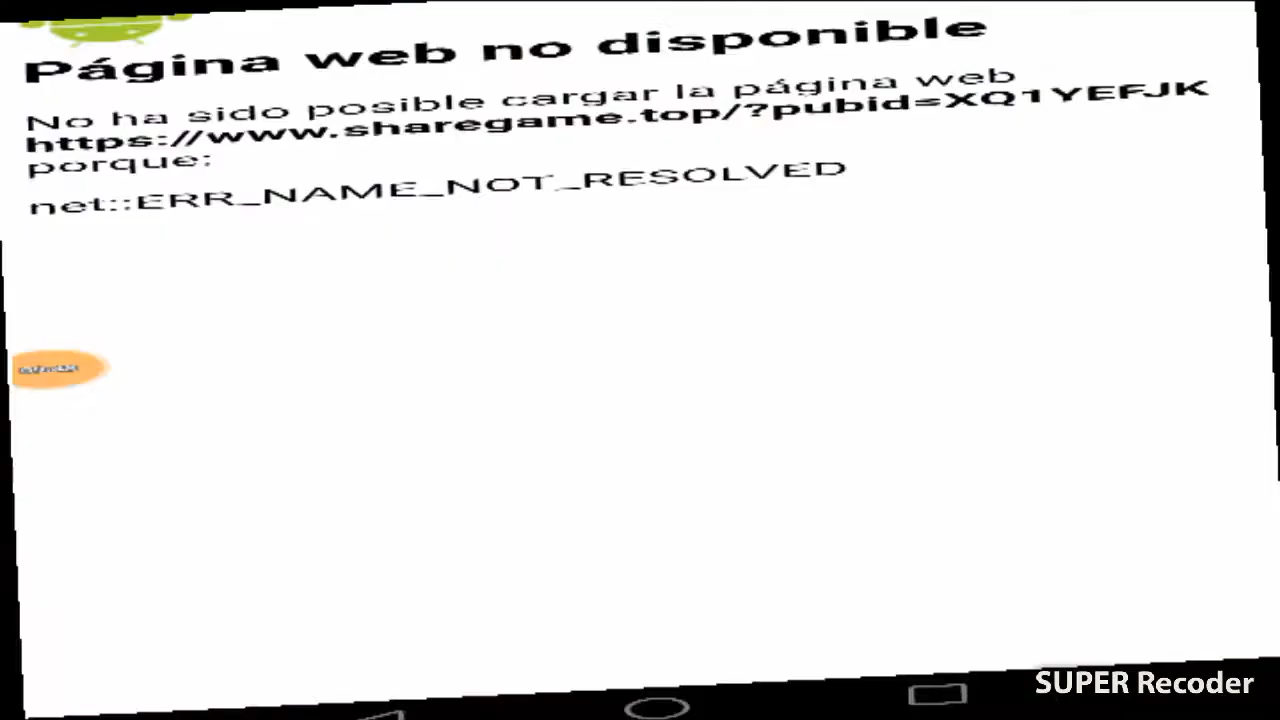 Página web no disponible
No ha sido posible cargar la página web
https://www.sharegame.top/?pubid=XQ1YEFJK
porque:
net::ERR_NAME_NOT_RESOLVED
SUPER Recoder